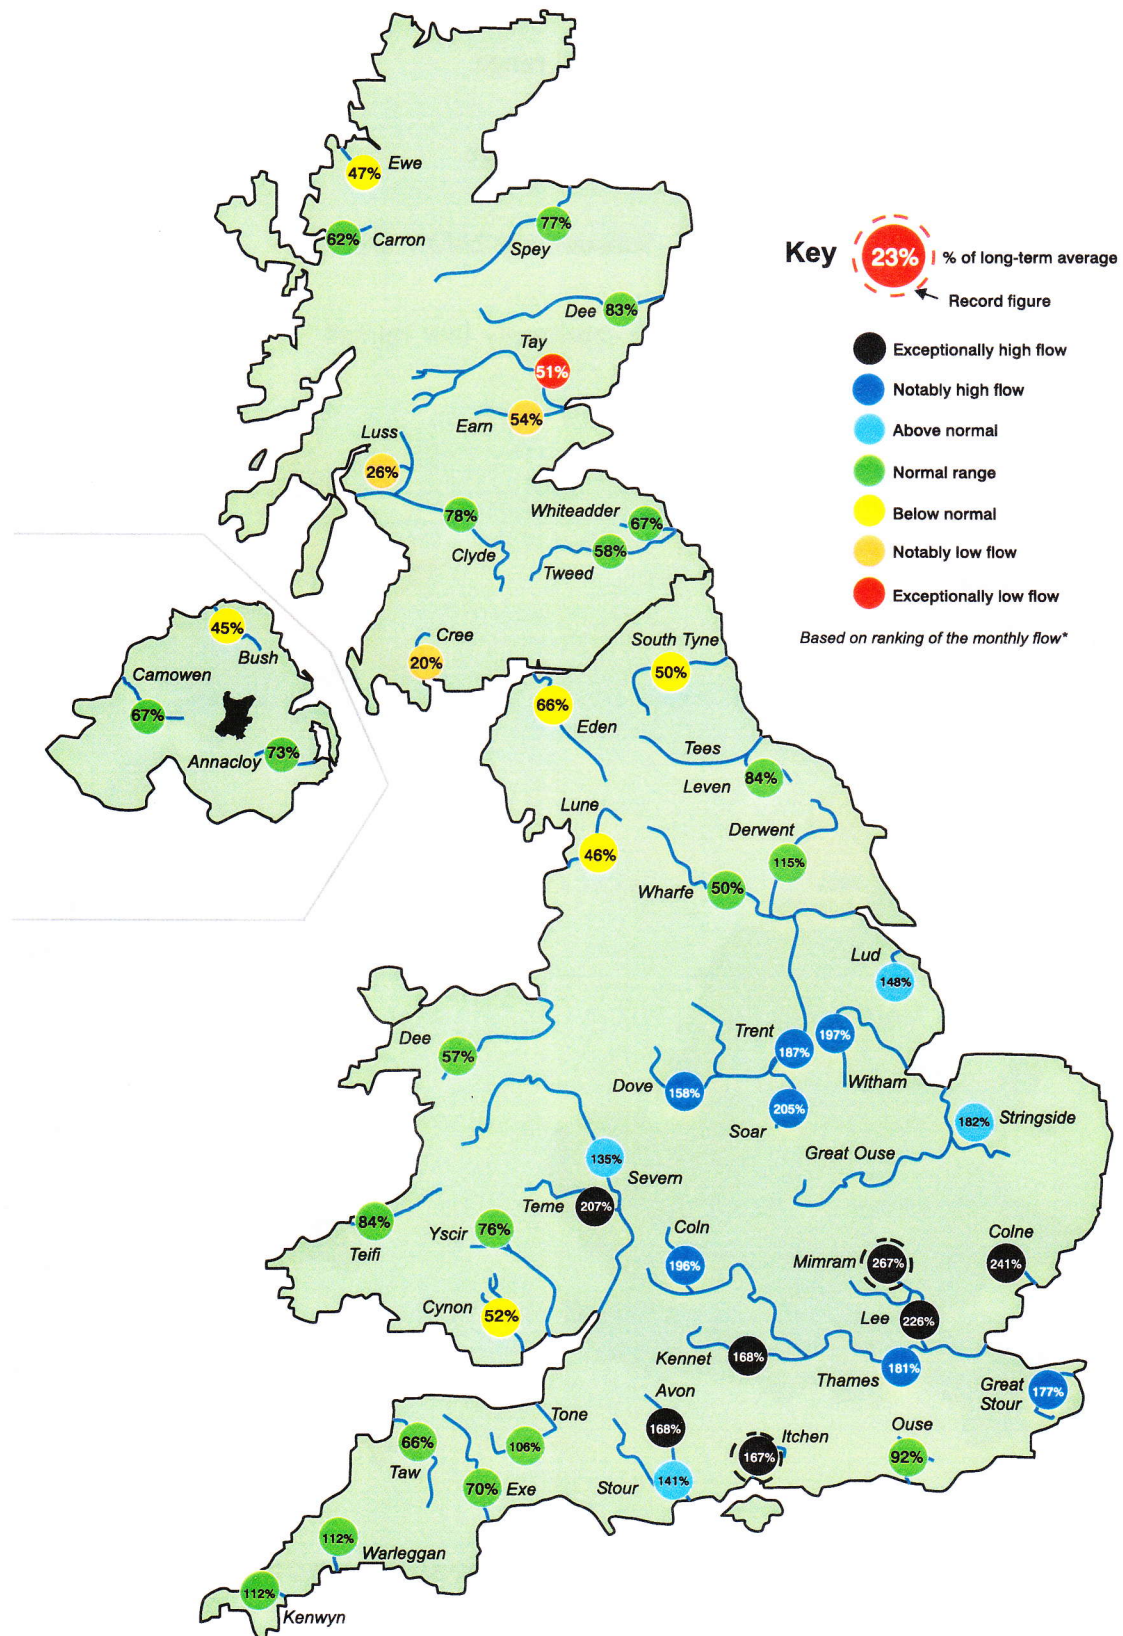 47%
Ewe
62%
Carron
77%
Spey
Key
23%
% of long-term average
Record figure
Dee
83%
Tay
51%
Exceptionally high flow
Notably high flow
Above normal
Normal range
Below normal
Notably low flow
Exceptionally low flow
Based on ranking of the monthly flow*
Earn
54%
Luss
26%
78%
Clyde
Whiteadder
67%
58%
Tweed
45%
Bush
Camowen
67%
Annacloy
73%
Cree
20%
South Tyne
50%
66%
Eden
Tees
Leven
84%
Lune
46%
Derwent
115%
Wharfe
50%
Lud
148%
Dee
57%
Trent
187%
197%
Witham
Dove
158%
205%
Soar
182%
Stringside
Great Ouse
135%
Severn
Teme
207%
84%
Teifi
Yscir
76%
Coln
196%
Mimram
267%
Colne
241%
Cynon
52%
Lee
226%
Kennet
168%
Thames
181%
Great
Stour
177%
Avon
168%
Tone
106%
66%
Taw
70%
Exe
Stour
141%
Itchen
167%
Ouse
92%
112%
Warleggan
112%
Kenwyn